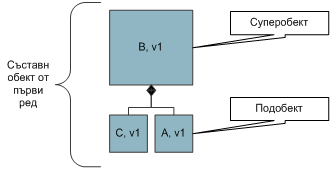 Суперобект
B, v1
Съставн
обект от
първи
ред
Подобект
C, v1
A, v1